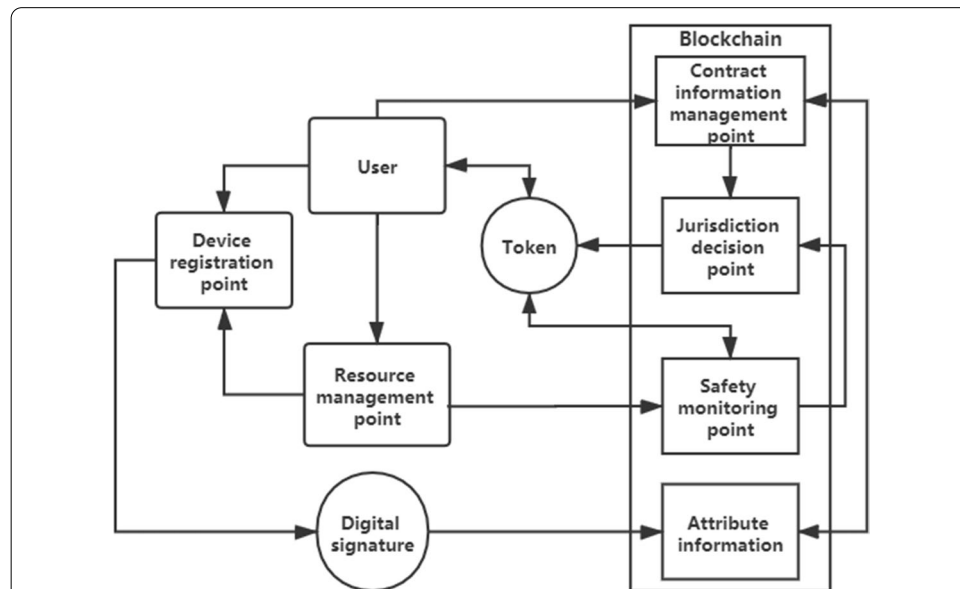 Blockchain
Contract
information
management
point
User
Device
registration
point
Token
Jurisdiction
decision
point
Resource
management
point
Safety
monitoring
point
Digital
signature
Attribute
information